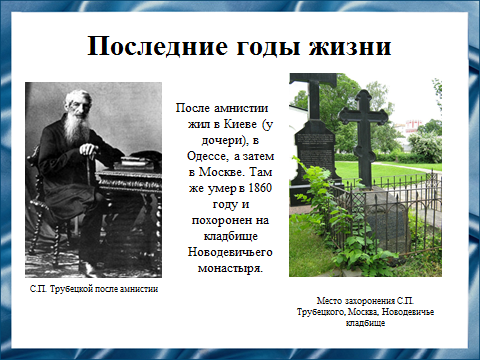 Последние годы жизни
После амнистии
жил в Киеве (у
дочери), в
Одессе, а затем
в Москве. Там
же умер в 1860
году и
похоронен на
кладбище
Новодевичьего
монастыря.
С.П. Трубецкой после амнистии
Место захоронения С.П.
Трубецкого, Москва, Новодевичье
кладбище